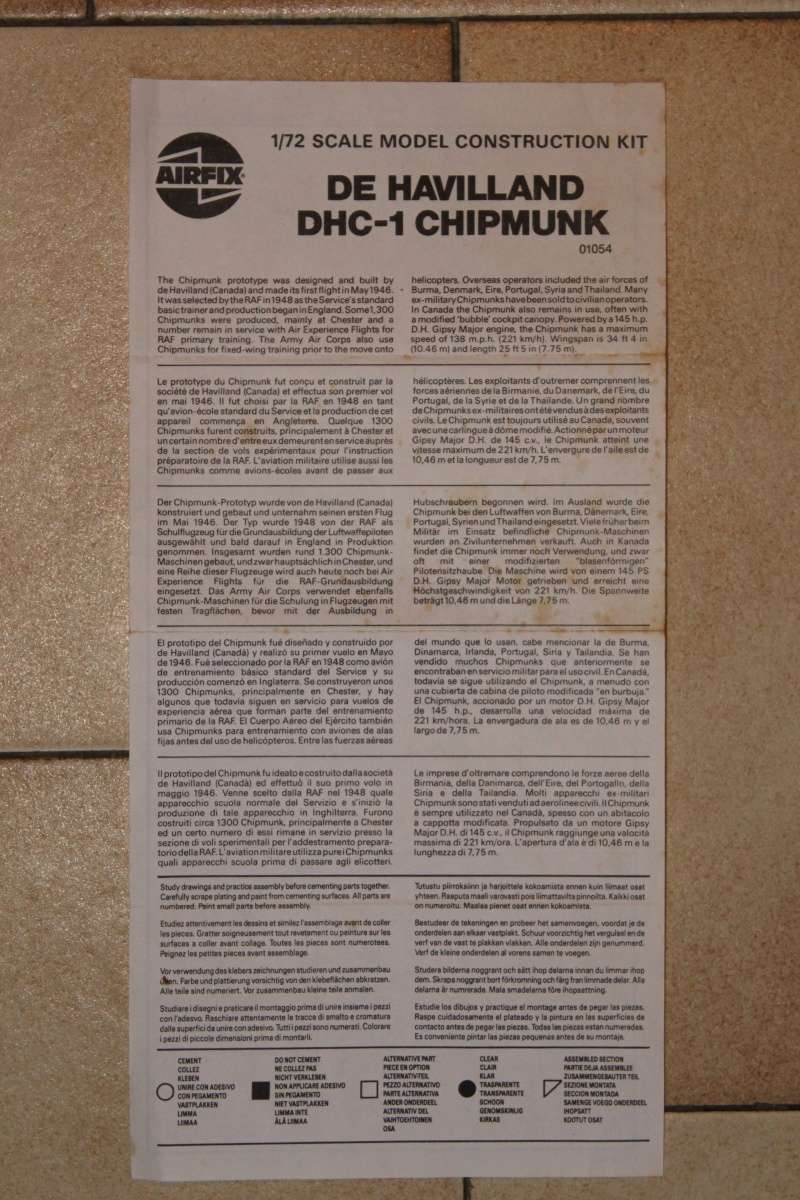 AIRFIX
1/72 SCALE MODEL CONSTRUCTION KIT
DE HAVILLAND
DHC-1 CHIPMUNK
01054
The Chipmunk prototype was designed and built by
de Havilland (Canada) and made its first flight in May 1946.
It was selected by the RAF in 1948 as the Service's standard
basic trainer and production began in England. Some 1,300
Chipmunks were produced, mainly at Chester and a
number remain in service with Air Experience Flights for
RAF primary training. The Army Air Corps also use
Chipmunks for fixed-wing training prior to the move onto
helicopters. Overseas operators included the air forces of
Burma, Denmark, Eire, Portugal, Syria and Thailand. Many
ex-military Chipmunks have been sold to civilian operators.
In Canada the Chipmunk also remains in use, often with
a modified 'bubble' cockpit canopy. Powered by a 145 h.p.
D.H. Gipsy Major engine, the Chipmunk has a maximum
speed of 138 m.p.h. (221 km/h). Wingspan is 34 ft 4 in
(10.46 m) and length 25 ft 5 in (7.75 m).
Le prototype du Chipmunk fut conçu et construit par la
société de Havilland (Canada) et effectua son premier vol
en mai 1946. Il fut choisi par la RAF en 1948 en tant
qu'avion-école standard du Service et la production de cet
appareil commença en Angleterre. Quelque 1300
Chipmunks furent construits, principalement à Chester et
un certain nombre d'entre eux demeurent en service auprès
de la section de vols expérimentaux pour l'instruction
préparatoire de la RAF. L'aviation militaire utilise aussi les
Chipmunks comme avions-écoles avant de passer aux
hélicoptères. Les exploitants d'outremer comprennent les
forces aériennes de la Birmanie, du Danemark, de l'Eire, du
Portugal, de la Syrie et de la Thaïlande. Un grand nombre
de Chipmunks ex-militaires ont été vendus à des exploitants
civils. Le Chipmunk est toujours utilisé au Canada, souvent
avec une carlingue à dôme modifié. Actionné par un moteur
Gipsy Major D.H. de 145 c.v., le Chipmunk atteint une
vitesse maximum de 221 km/h. L'envergure de l'aile est de
10,46 m et la longueur est de 7,75 m.
Der Chipmunk-Prototyp wurde von de Havilland (Canada)
konstruiert und gebaut und unternahm seinen ersten Flug
im Mai 1946. Der Typ wurde 1948 von der RAF als
Schulflugzeug für die Grundausbildung der Luftwaffepiloten
ausgewählt und bald darauf in England in Produktion
genommen. Insgesamt wurden rund 1.300 Chipmunk-
Maschinen gebaut, und zwar hauptsächlich in Chester, und
eine Reihe dieser Flugzeuge wird auch heute noch bei Air
Experience Flights für die RAF-Grundausbildung
eingesetzt. Das Army Air Corps verwendet ebenfalls
Chipmunk-Maschinen für die Schulung in Flugzeugen mit
festen Tragflächen, bevor mit der Ausbildung in
Hubschraubern begonnen wird. Im Ausland wurde die
Chipmunk bei den Luftwaffen von Burma, Dänemark, Eire,
Portugal, Syrien und Thailand eingesetzt. Viele früher beim
Militär im Einsatz befindliche Chipmunk-Maschinen
wurden an Zivilunternehmen verkauft. Auch in Kanada
findet die Chipmunk immer noch Verwendung, und zwar
oft mit einer modifizierten "blasenförmigen"
Pilotensitzhaube. Die Maschine wird von einem 145 PS
D.H. Gipsy Major Motor getrieben und erreicht eine
Höchstgeschwindigkeit von 221 km/h. Die Spannweite
beträgt 10,46 m und die Länge 7,75 m.
El prototipo del Chipmunk fué diseñado y construido por
de Havilland (Canadá) y realizó su primer vuelo en Mayo
de 1946. Fué seleccionado por la RAF en 1948 como avión
de entrenamiento básico standard del Service y su
producción comenzó en Inglaterra. Se construyeron unos
1300 Chipmunks, principalmente en Chester, y hay
algunos que todavía siguen en servicio para vuelos de
experiencia aérea que forman parte del entrenamiento
primario de la RAF. El Cuerpo Aéreo del Ejército también
usa Chipmunks para entrenamiento con aviones de alas
fijas antes del uso de helicópteros. Entre las fuerzas aéreas
del mundo que lo usan, cabe mencionar la de Burma,
Dinamarca, Irlanda, Portugal, Siria y Tailandia. Se han
vendido muchos Chipmunks que anteriormente se
encontraban en servicio militar para el uso civil. En Canadá,
todavía se sigue utilizando el Chipmunk, a menudo con
una cubierta de cabina de piloto modificada "en burbuja."
El Chipmunk, accionado por un motor D.H. Gipsy Major
de 145 h.p., desarrolla una velocidad máxima de
221 km/hora. La envergadura de ala es de 10,46 m y el
largo de 7,75 m.
Il prototipo del Chipmunk fu ideato e costruito dalla società
de Havilland (Canadà) ed effettuò il suo primo volo in
maggio 1946. Venne scelto dalla RAF nel 1948 quale
apparecchio scuola normale del Servizio e s'iniziò la
produzione di tale apparecchio in Inghilterra. Furono
costruiti circa 1300 Chipmunk, principalmente a Chester
ed un certo numero di essi rimane in servizio presso la
sezione di voli sperimentali per l'addestramento prepara-
torio della RAF. L'aviation militare utilizza pure i Chipmunks
quali apparecchi scuola prima di passare agli elicotteri.
Le imprese d'oltremare comprendono le forze aeree della
Birmania, della Danimarca, dell'Eire, del Portogallo, della
Siria e della Tailandia. Molti apparecchi ex-militari
Chipmunk sono stati venduti ad aerolinee civili. Il Chipmunk
è sempre utilizzato nel Canadà, spesso con un abitacolo
a cappotta modificata. Propulsato da un motore Gipsy
Major D.H. di 145 c.v., il Chipmunk raggiunge una velocità
massima di 221 km/ora. L'apertura d'ala è di 10,46 m e la
lunghezza di 7,75 m.
Study drawings and practice assembly before cementing parts together.
Carefully scrape plating and paint from cementing surfaces. All parts are
numbered. Paint small parts before assembly.
Etudiez attentivement les dessins et similez l'assemblage avant de coller
les pieces. Gratter soigneusement tout revetament ou peinture sur les
surfaces a coller avant collage. Toutes les pieces sont numerotees.
Peignez les petites pieces avant assemblage.
Vor verwendung des klebers zeichnungen studieren und zusammenbau
üben. Farbe und plattierung vorsichtig von den klebeflächen abkratzen.
Alle teile sind numeriert. Vor zusammenbau kleine teile anmalen.
Studiare i disegni e praticare il montaggio prima di unire insieme i pezzi
con l'adesvo. Raschiare attentamente le tracce di smalto e cromatura
dalle superfici da unire con adesivo. Tutti i pezzi sono numerati. Colorare
i pezzi di piccole dimensioni prima di montarli.
Tutustu piirroksiinn ja harjoittele kokoamista ennen kuin liimaat osat
yhteen. Raaputa maali varovasti pois liimattavilta pinnoilta. Kaikki osat
on numeroitu. Maalaa pienet osat ennen kokoamista.
Bestudeer de tekeningen en probeer het samenvoegen, voordat je de
onderdelen aan elkaar vastplakt. Schuur voorzichtig het verguleel en de
verf van de vast te plakken vlakken. Alle onderdelen zijn genummerd.
Verf de kleine onderdelen al vorens samen te voegen.
Studera bilderna noggrant och sätt ihop delarna innan du limmar ihop
dem. Skrapa noggrant bort förkromning och färg fran limmade delar. Alla
delarna är numrerade. Mala smadelarna före ihopsattning.
Estudie los dibujos y practique el montage antes de pegar las piezas.
Raspe cuidadosamente el plateado y la pintura en las superficies de
contacto antes de pegar las piezas. Todas las piezas estan numeradas.
Es conveniente pintar las piezas pequenas antes de su montaje.
CEMENT
COLLEZ
KLEBEN
UNIRE CON ADESIVO
CON PEGAMENTO
VASTPLAKKEN
LIMMA
LIIMAA
DO NOT CEMENT
NE COLLEZ PAS
NICHT VERKLEBEN
NON APPLICARE ADESIVO
SIN PEGAMENTO
NIET VASTPLAKKEN
LIMMA INTE
ÄLÄ LIIMAA
ALTERNATIVE PART
PIECE EN OPTION
ALTERNATIVTEIL
PEZZO ALTERNATIVO
PARTE ALTERNATIVA
ANDER ONDERDEEL
ALTERNATIV DEL
VAIHTOEHTOINEN
OSA
CLEAR
CLAIR
KLAR
TRASPARENTE
TRANSPARENTE
SCHOON
GENOMSKINLIG
KIRKAS
ASSEMBLED SECTION
PARTIE DEJA ASSEMBLEE
ZUSAMMENGEBAUTER TEIL
SEZIONE MONTATA
SECCION MONTADA
SAMENGEVOEGD ONDERDEEL
IHOPSATT
KOOTUT OSAT